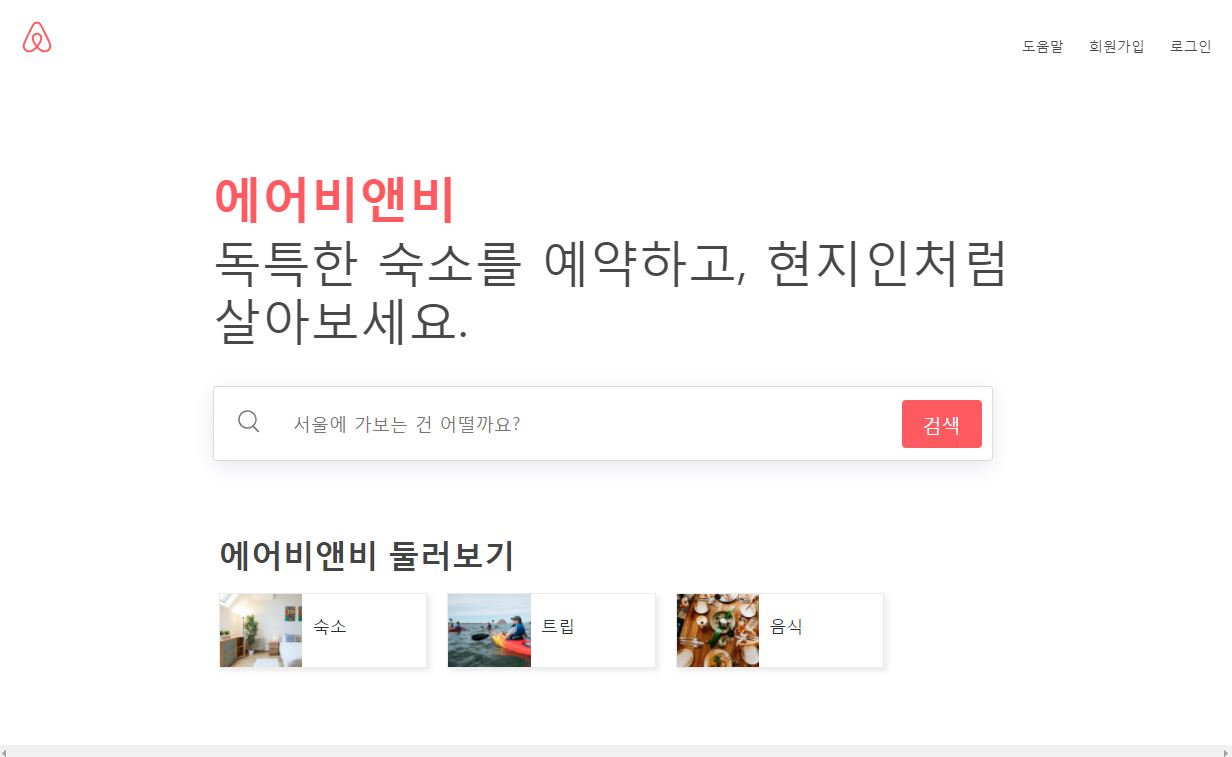 도움말 회원가입 로그인
에어비앤비
독특한 숙소를 예약하고, 현지인처럼
살아보세요.
서울에 가보는 건 어떨까요? 검색
에어비앤비 둘러보기
숙소 트립 음식